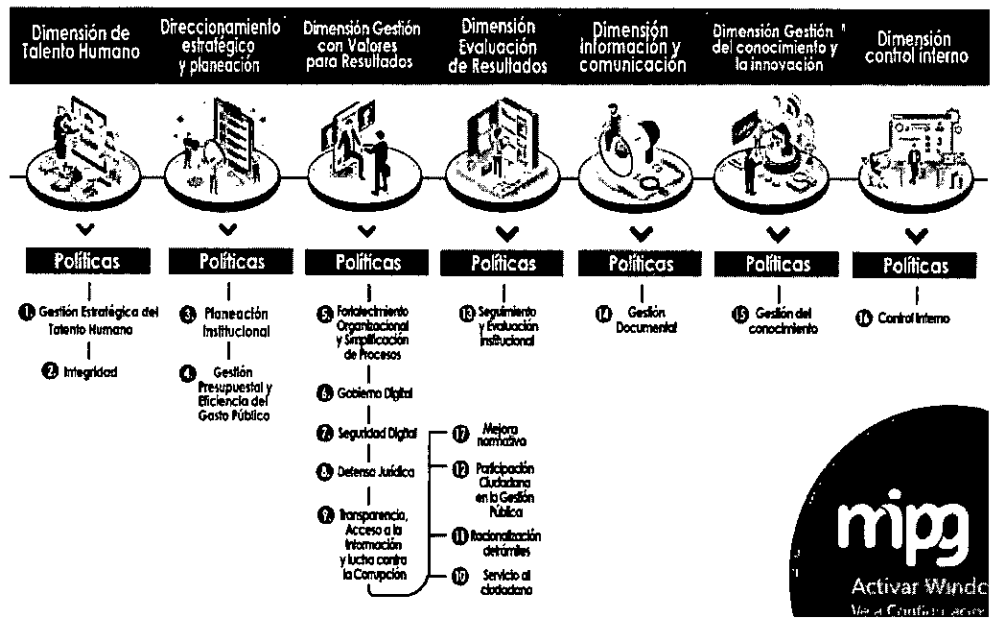 Dimensión de
Talento Humano
Direccionamiento
estratégico
y planeación
Dimensión Gestión
con Valores
para Resultados
Dimensión
Evaluación
de Resultados
Dimensión
Información y
comunicación
Dimensión Gestión
del conocimiento y
la innovación
Dimensión
control interno
Políticas
Políticas
Políticas
Políticas
Políticas
Políticas
Políticas
1. Gestión Estratégica del
Talento Humano
2. Integridad
3. Planeación
Institucional
4. Gestión
Presupuestal y
Eficiencia del
Gasto Público
5. Fortalecimiento
Organizacional
y Simplificación
de Procesos
6. Gobierno Digital
7. Seguridad Digital
8. Defensa Jurídica
9. Transparencia,
Acceso a la
Información
y lucha contra
la Corrupción
17 Mejora
normativa
12 Participación
Ciudadana
en la Gestión
Pública
11 Racionalización
detrámites
10 Servicio al
ciudadano
13 Seguimiento
y Evaluación
Institucional
14 Gestión
Documental
15 Gestión del
conocimiento
16 Control Interno
mipg
Activar Windo
Ve a Configuración